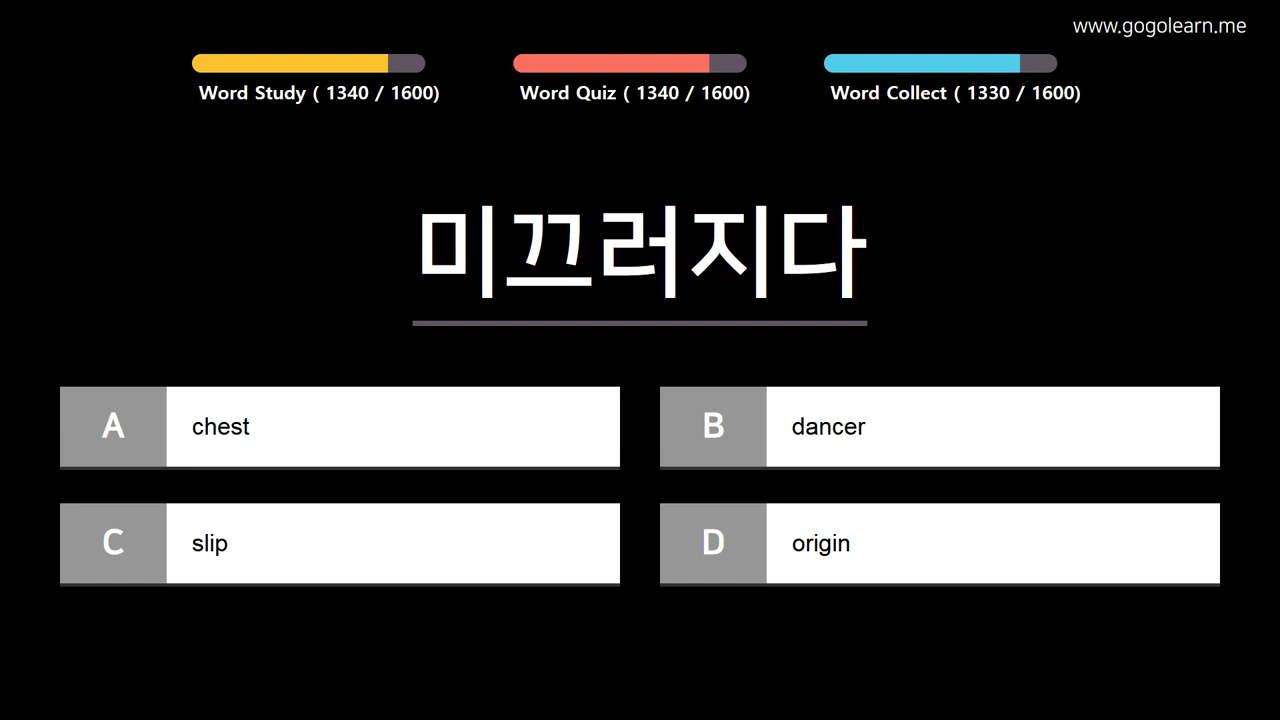 www.gogolearn.me
Word Study ( 1340 / 1600)
Word Quiz ( 1340 / 1600)
Word Collect ( 1330 / 1600)
미끄러지다
A chest
B dancer
C slip
D origin